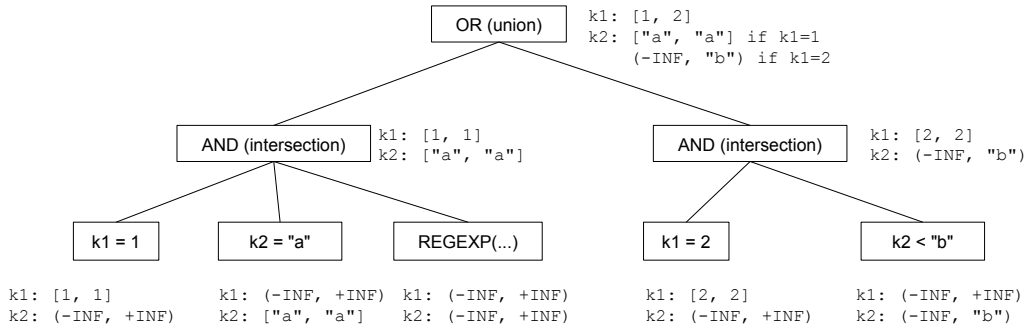 OR (union)
k1: [1, 2]
k2: ["a", "a"] if k1=1
(-INF, "b") if k1=2
AND (intersection)
k1: [1, 1]
k2: ["a", "a"]
AND (intersection)
k1: [2, 2]
k2: (-INF, "b")
k1 = 1
k2 = "a"
REGEXP(...)
k1 = 2
k2 < "b"
k1: [1, 1]
k2: (-INF, +INF)
k1: (-INF, +INF)
k2: ["a", "a"]
k1: (-INF, +INF)
k2: (-INF, +INF)
k1: [2, 2]
k2: (-INF, +INF)
k1: (-INF, +INF)
k2: (-INF, "b")